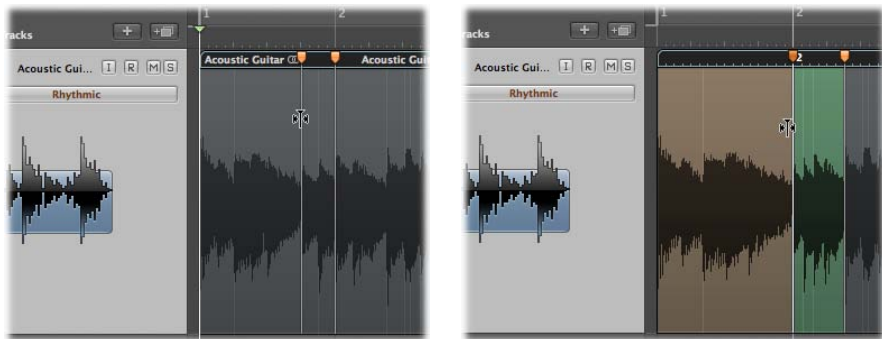 1 2
racks + +
Acoustic Guitar Acoustic Gui
Acoustic Gui... I R M S
Rhythmic
1 2
racks + +
2
Acoustic Gui... I R M S
Rhythmic